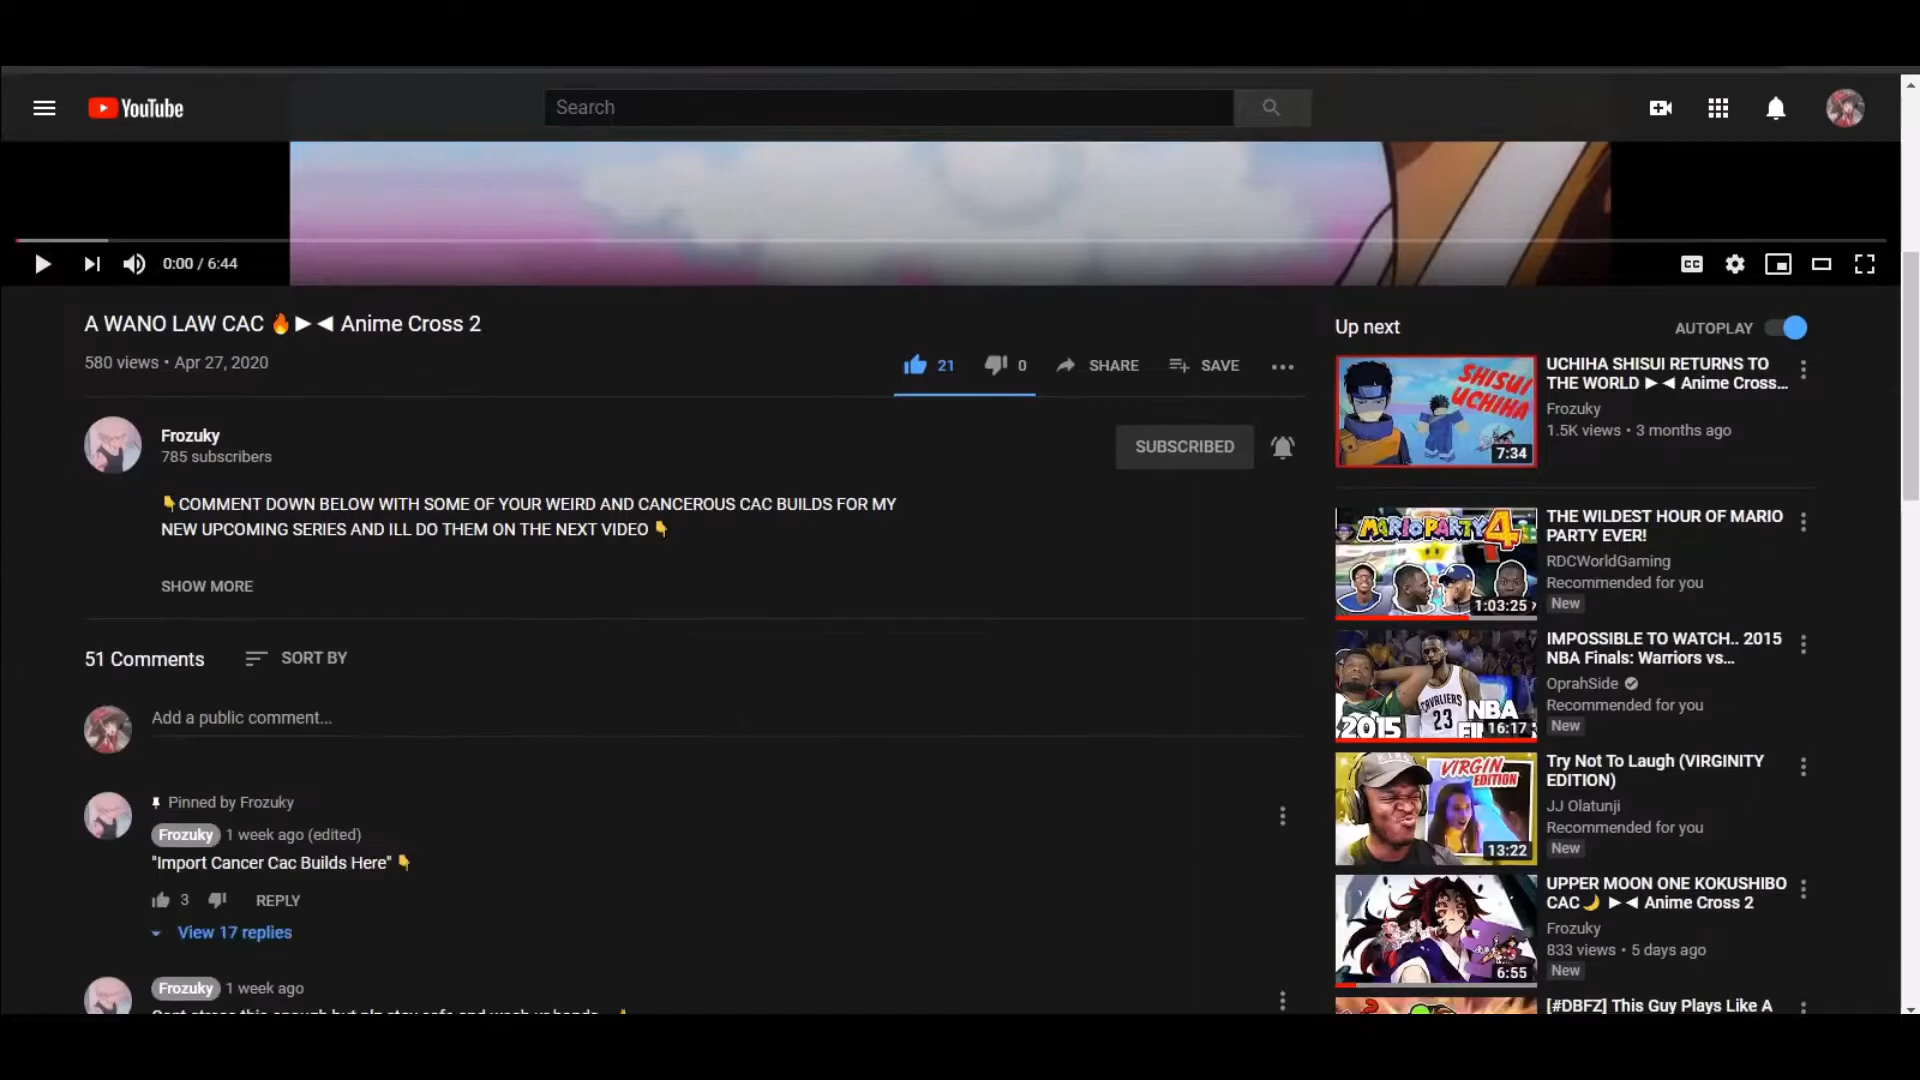 YouTube
Search
0:00 / 6:44
CC
A WANO LAW CAC 🔥►◄ Anime Cross 2
580 views • Apr 27, 2020
21
0
SHARE
SAVE
Frozuky
785 subscribers
SUBSCRIBED
👇COMMENT DOWN BELOW WITH SOME OF YOUR WEIRD AND CANCEROUS CAC BUILDS FOR MY
NEW UPCOMING SERIES AND ILL DO THEM ON THE NEXT VIDEO 👇
SHOW MORE
51 Comments
SORT BY
Add a public comment...
Pinned by Frozuky
Frozuky 1 week ago (edited)
"Import Cancer Cac Builds Here" 👇
3
REPLY
View 17 replies
Frozuky 1 week ago
Up next
AUTOPLAY
SHISUI
UCHIHA
7:34
UCHIHA SHISUI RETURNS TO
THE WORLD ►◄ Anime Cross...
Frozuky
1.5K views • 3 months ago
MARIO PARTY 4
1:03:25
THE WILDEST HOUR OF MARIO
PARTY EVER!
RDCWorldGaming
Recommended for you
New
CAVALIERS
23
2015
NBA
16:17
IMPOSSIBLE TO WATCH.. 2015
NBA Finals: Warriors vs...
OprahSide
Recommended for you
New
VIRGIN
EDITION
13:22
Try Not To Laugh (VIRGINITY
EDITION)
JJ Olatunji
Recommended for you
New
6:55
UPPER MOON ONE KOKUSHIBO
CAC🌙 ►◄ Anime Cross 2
Frozuky
833 views • 5 days ago
New
[#DBFZ] This Guy Plays Like A